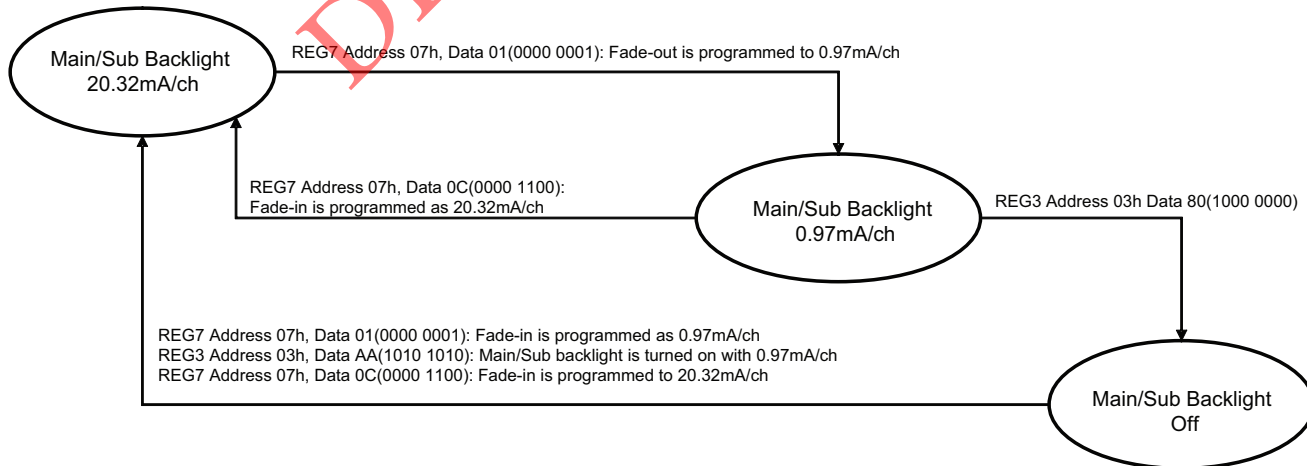 Main/Sub Backlight
20.32mA/ch
REG7 Address 07h, Data 01(0000 0001): Fade-out is programmed to 0.97mA/ch
REG7 Address 07h, Data 0C(0000 1100):
Fade-in is programmed as 20.32mA/ch
Main/Sub Backlight
0.97mA/ch
REG3 Address 03h Data 80(1000 0000)
REG7 Address 07h, Data 01(0000 0001): Fade-in is programmed as 0.97mA/ch
REG3 Address 03h, Data AA(1010 1010): Main/Sub backlight is turned on with 0.97mA/ch
REG7 Address 07h, Data 0C(0000 1100): Fade-in is programmed to 20.32mA/ch
Main/Sub Backlight
Off